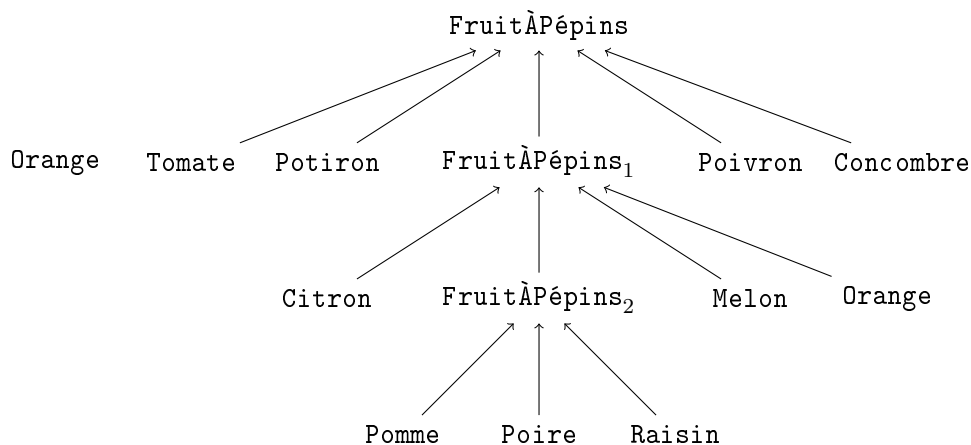 FruitÀPépins
Orange Tomate Potiron FruitÀPépins₁ Poivron Concombre
Citron FruitÀPépins₂ Melon Orange
Pomme Poire Raisin